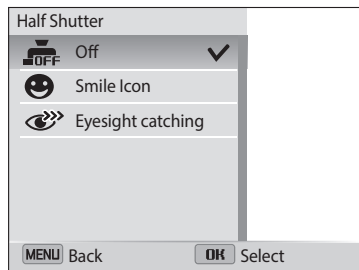 Half Shutter
OFF Off
Smile Icon
Eyesight catching
MENU Back OK Select